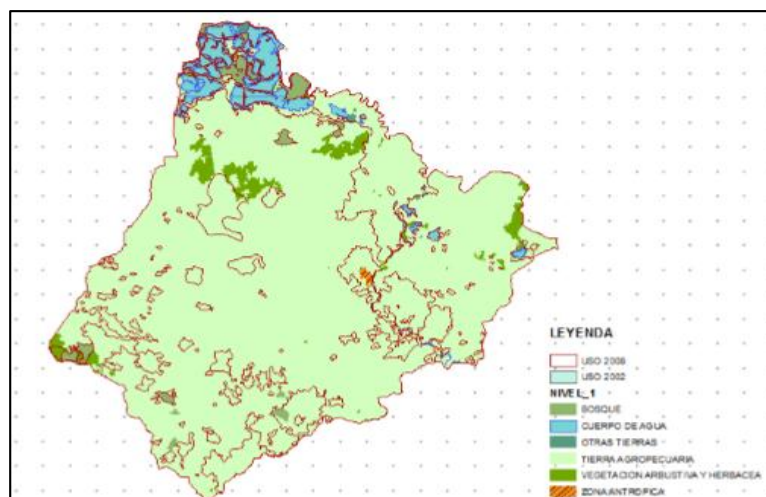 LEYENDA
USO 2008
USO 2002
NIVEL_1
BOSQUE
CUERPO DE AGUA
OTRAS TIERRAS
TIERRA AGROPECUARIA
VEGETACION ARBUSTIVA Y HERBACEA
ZONA ANTROPICA